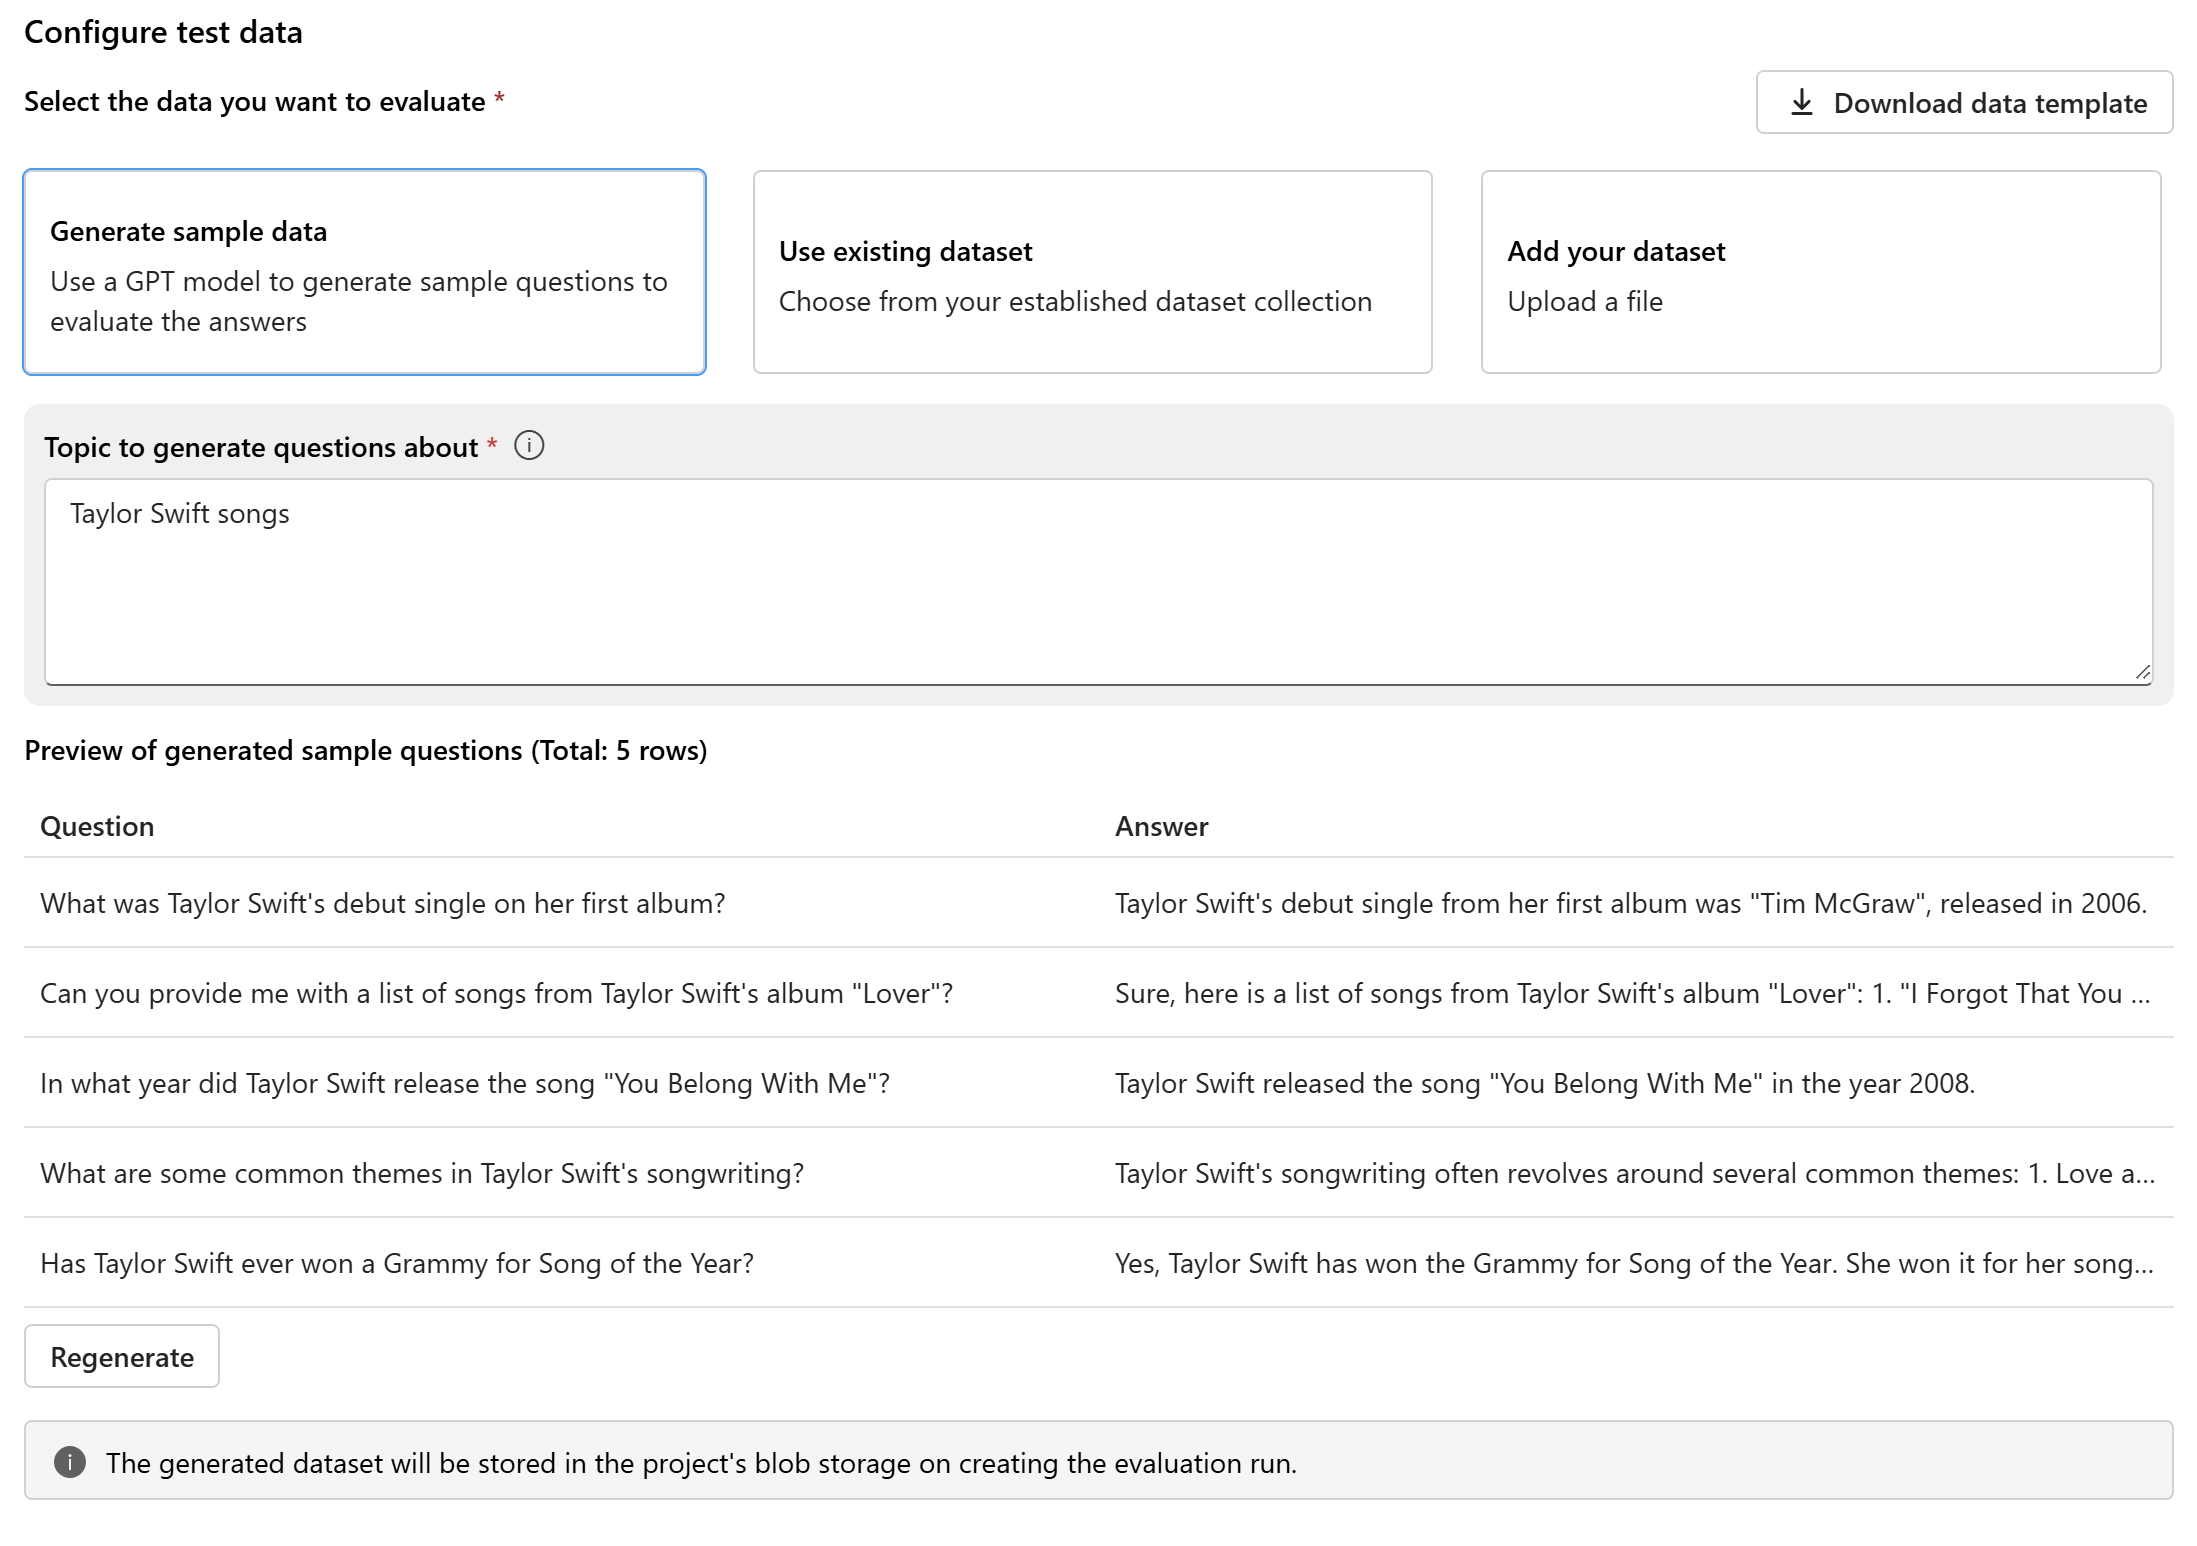 Configure test data
Select the data you want to evaluate *
Download data template
Generate sample data
Use a GPT model to generate sample questions to
evaluate the answers
Use existing dataset
Choose from your established dataset collection
Add your dataset
Upload a file
Topic to generate questions about *
Taylor Swift songs
Preview of generated sample questions (Total: 5 rows)
Question
Answer
What was Taylor Swift's debut single on her first album?
Taylor Swift's debut single from her first album was "Tim McGraw", released in 2006.
Can you provide me with a list of songs from Taylor Swift's album "Lover"?
Sure, here is a list of songs from Taylor Swift's album "Lover": 1. "I Forgot That You ...
In what year did Taylor Swift release the song "You Belong With Me"?
Taylor Swift released the song "You Belong With Me" in the year 2008.
What are some common themes in Taylor Swift's songwriting?
Taylor Swift's songwriting often revolves around several common themes: 1. Love a...
Has Taylor Swift ever won a Grammy for Song of the Year?
Yes, Taylor Swift has won the Grammy for Song of the Year. She won it for her song...
Regenerate
The generated dataset will be stored in the project's blob storage on creating the evaluation run.